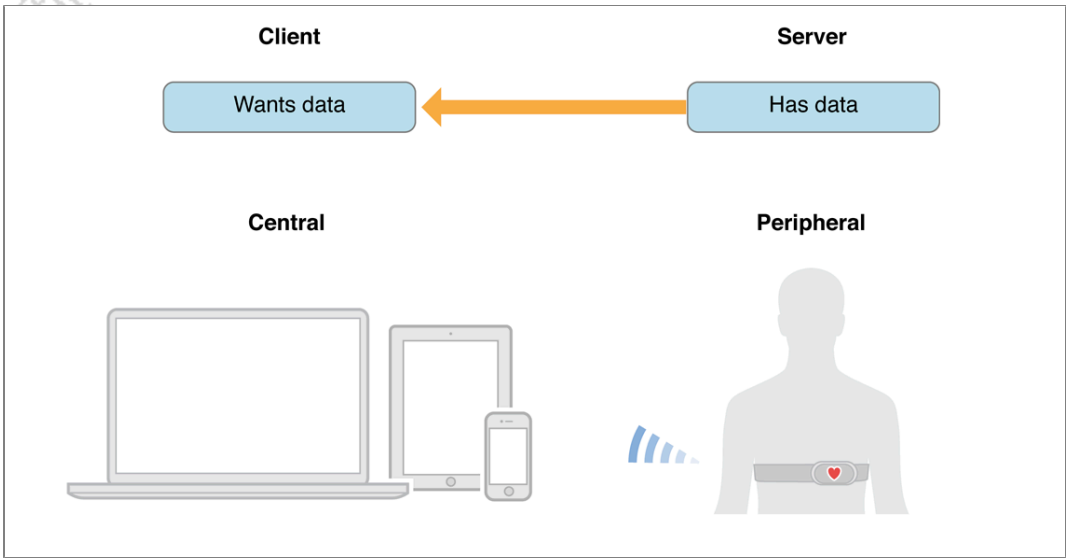 Client
Server
Wants data
Has data
Central
Peripheral